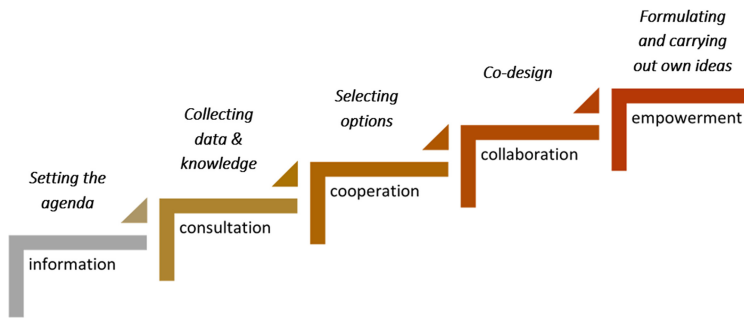 Setting the
agenda
information
Collecting
data &
knowledge
consultation
Selecting
options
cooperation
Co-design
collaboration
Formulating
and carrying
out own ideas
empowerment